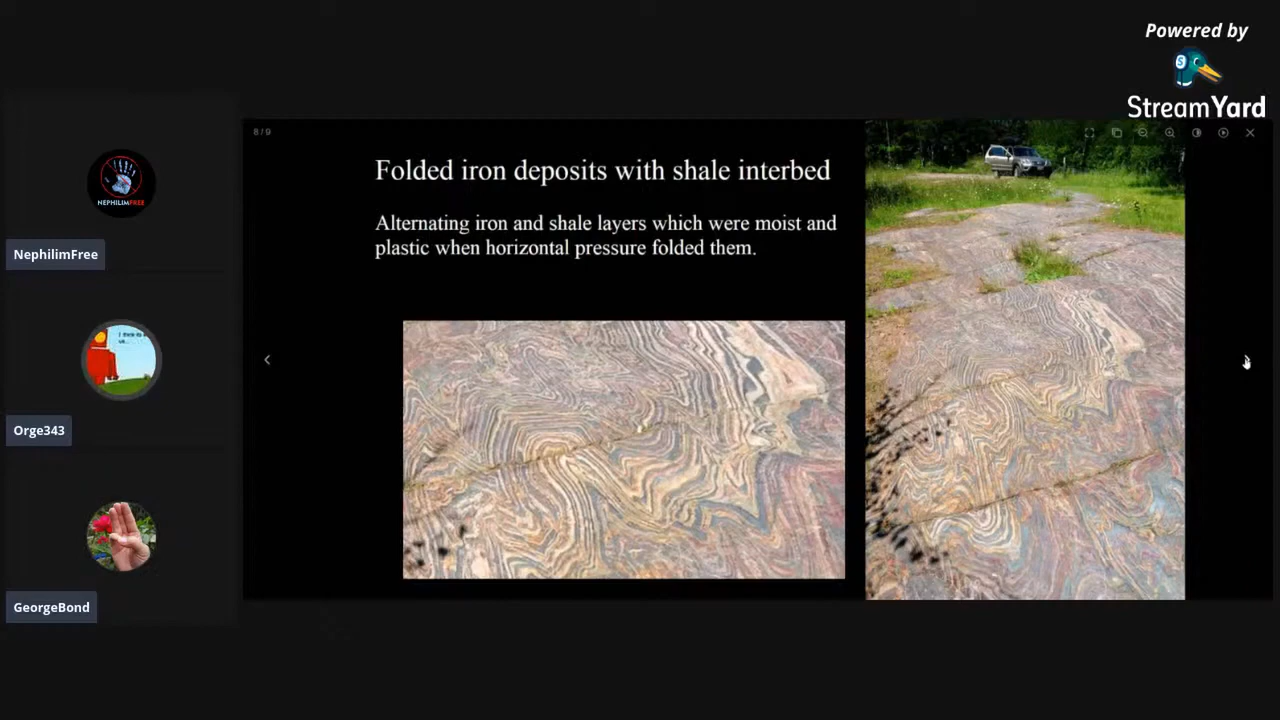 Powered by
StreamYard
8/9
Folded iron deposits with shale interbed
Alternating iron and shale layers which were moist and
plastic when horizontal pressure folded them.
NEPHILIMFREE
NephilimFree
Orge343
GeorgeBond